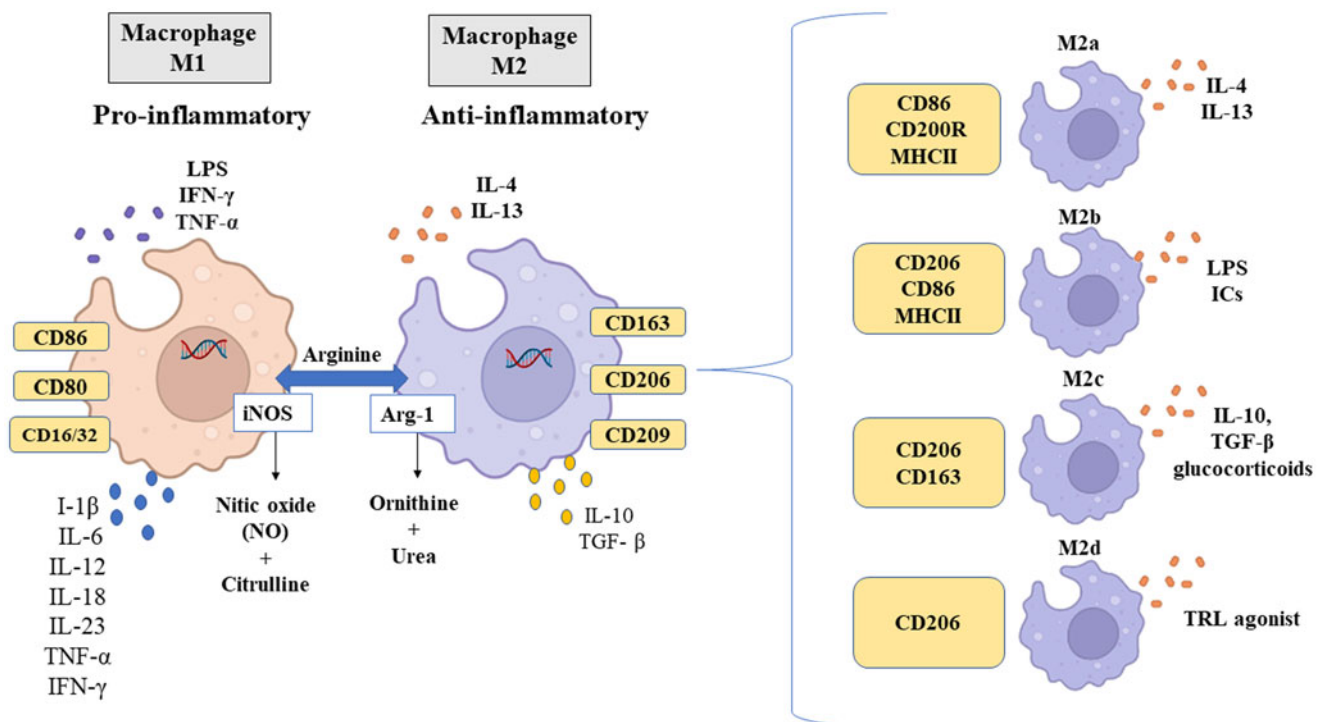 Macrophage
M1
Pro-inflammatory
LPS
IFN-γ
TNF-α
CD86
CD80
CD16/32
iNOS
I-1β
IL-6
IL-12
IL-18
IL-23
TNF-α
IFN-γ
Nitic oxide
(NO)
+
Citrulline
Arginine
Macrophage
M2
Anti-inflammatory
IL-4
IL-13
CD163
CD206
CD209
Arg-1
Ornithine
+
Urea
IL-10
TGF- β
M2a
CD86
CD200R
MHCII
IL-4
IL-13
M2b
CD206
CD86
MHCII
LPS
ICs
M2c
CD206
CD163
IL-10,
TGF-β
glucocorticoids
M2d
CD206
TRL agonist